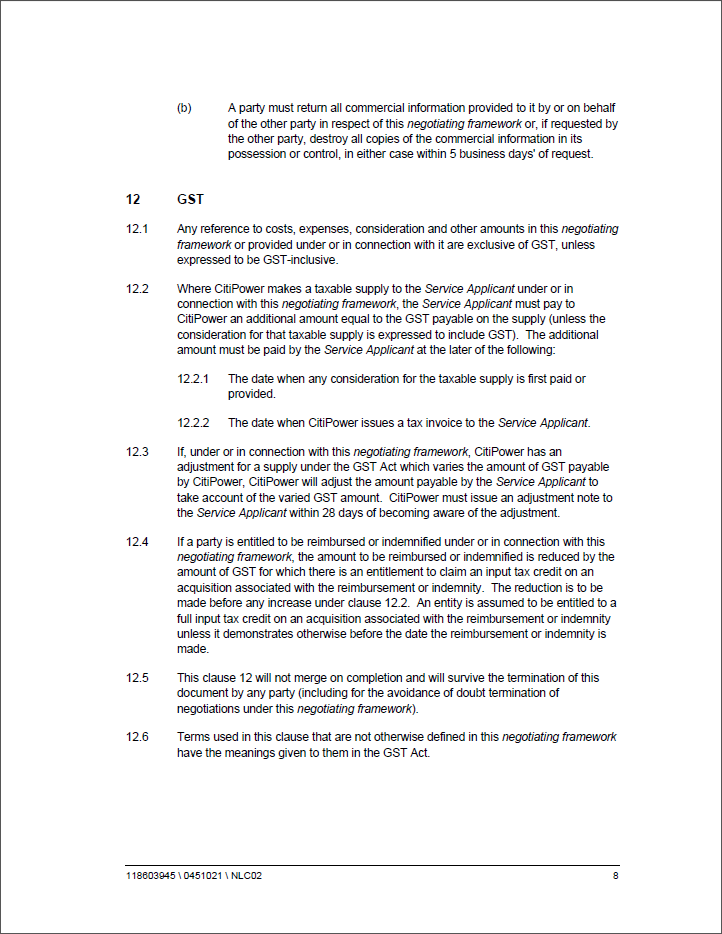 (b) A party must return all commercial information provided to it by or on behalf
of the other party in respect of this negotiating framework or, if requested by
the other party, destroy all copies of the commercial information in its
possession or control, in either case within 5 business days' of request.
12 GST
12.1 Any reference to costs, expenses, consideration and other amounts in this negotiating
framework or provided under or in connection with it are exclusive of GST, unless
expressed to be GST-inclusive.
12.2 Where CitiPower makes a taxable supply to the Service Applicant under or in
connection with this negotiating framework, the Service Applicant must pay to
CitiPower an additional amount equal to the GST payable on the supply (unless the
consideration for that taxable supply is expressed to include GST). The additional
amount must be paid by the Service Applicant at the later of the following:
12.2.1 The date when any consideration for the taxable supply is first paid or
provided.
12.2.2 The date when CitiPower issues a tax invoice to the Service Applicant.
12.3 If, under or in connection with this negotiating framework, CitiPower has an
adjustment for a supply under the GST Act which varies the amount of GST payable
by CitiPower, CitiPower will adjust the amount payable by the Service Applicant to
take account of the varied GST amount. CitiPower must issue an adjustment note to
the Service Applicant within 28 days of becoming aware of the adjustment.
12.4 If a party is entitled to be reimbursed or indemnified under or in connection with this
negotiating framework, the amount to be reimbursed or indemnified is reduced by the
amount of GST for which there is an entitlement to claim an input tax credit on an
acquisition associated with the reimbursement or indemnity. The reduction is to be
made before any increase under clause 12.2. An entity is assumed to be entitled to a
full input tax credit on an acquisition associated with the reimbursement or indemnity
unless it demonstrates otherwise before the date the reimbursement or indemnity is
made.
12.5 This clause 12 will not merge on completion and will survive the termination of this
document by any party (including for the avoidance of doubt termination of
negotiations under this negotiating framework).
12.6 Terms used in this clause that are not otherwise defined in this negotiating framework
have the meanings given to them in the GST Act.
118603945 \ 0451021 \ NLC02 8